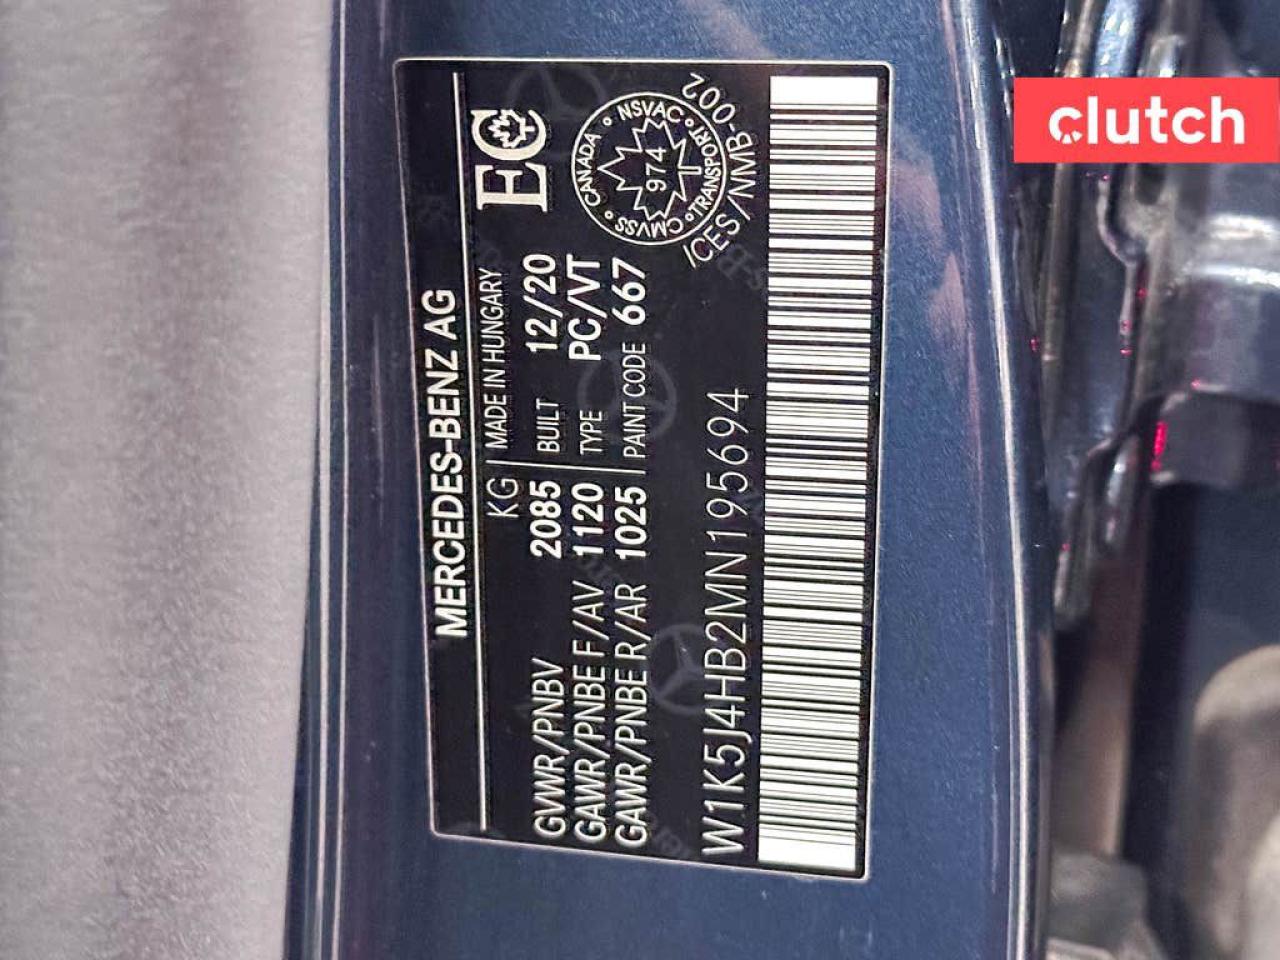 MERCEDES-BENZ AG
KG
MADE IN HUNGARY
GVWR/PNBV 2085
BUILT 12/20
GAWR/PNBE F/AV 1120
TYPE PC/VT
GAWR/PNBE R/AR 1025
PAINT CODE 667
EC
CANADA • NSVAC • TRANSPORT • CMVSS •
974
ICES/NMB-002
W1K5J4HB2MN195694
clutch